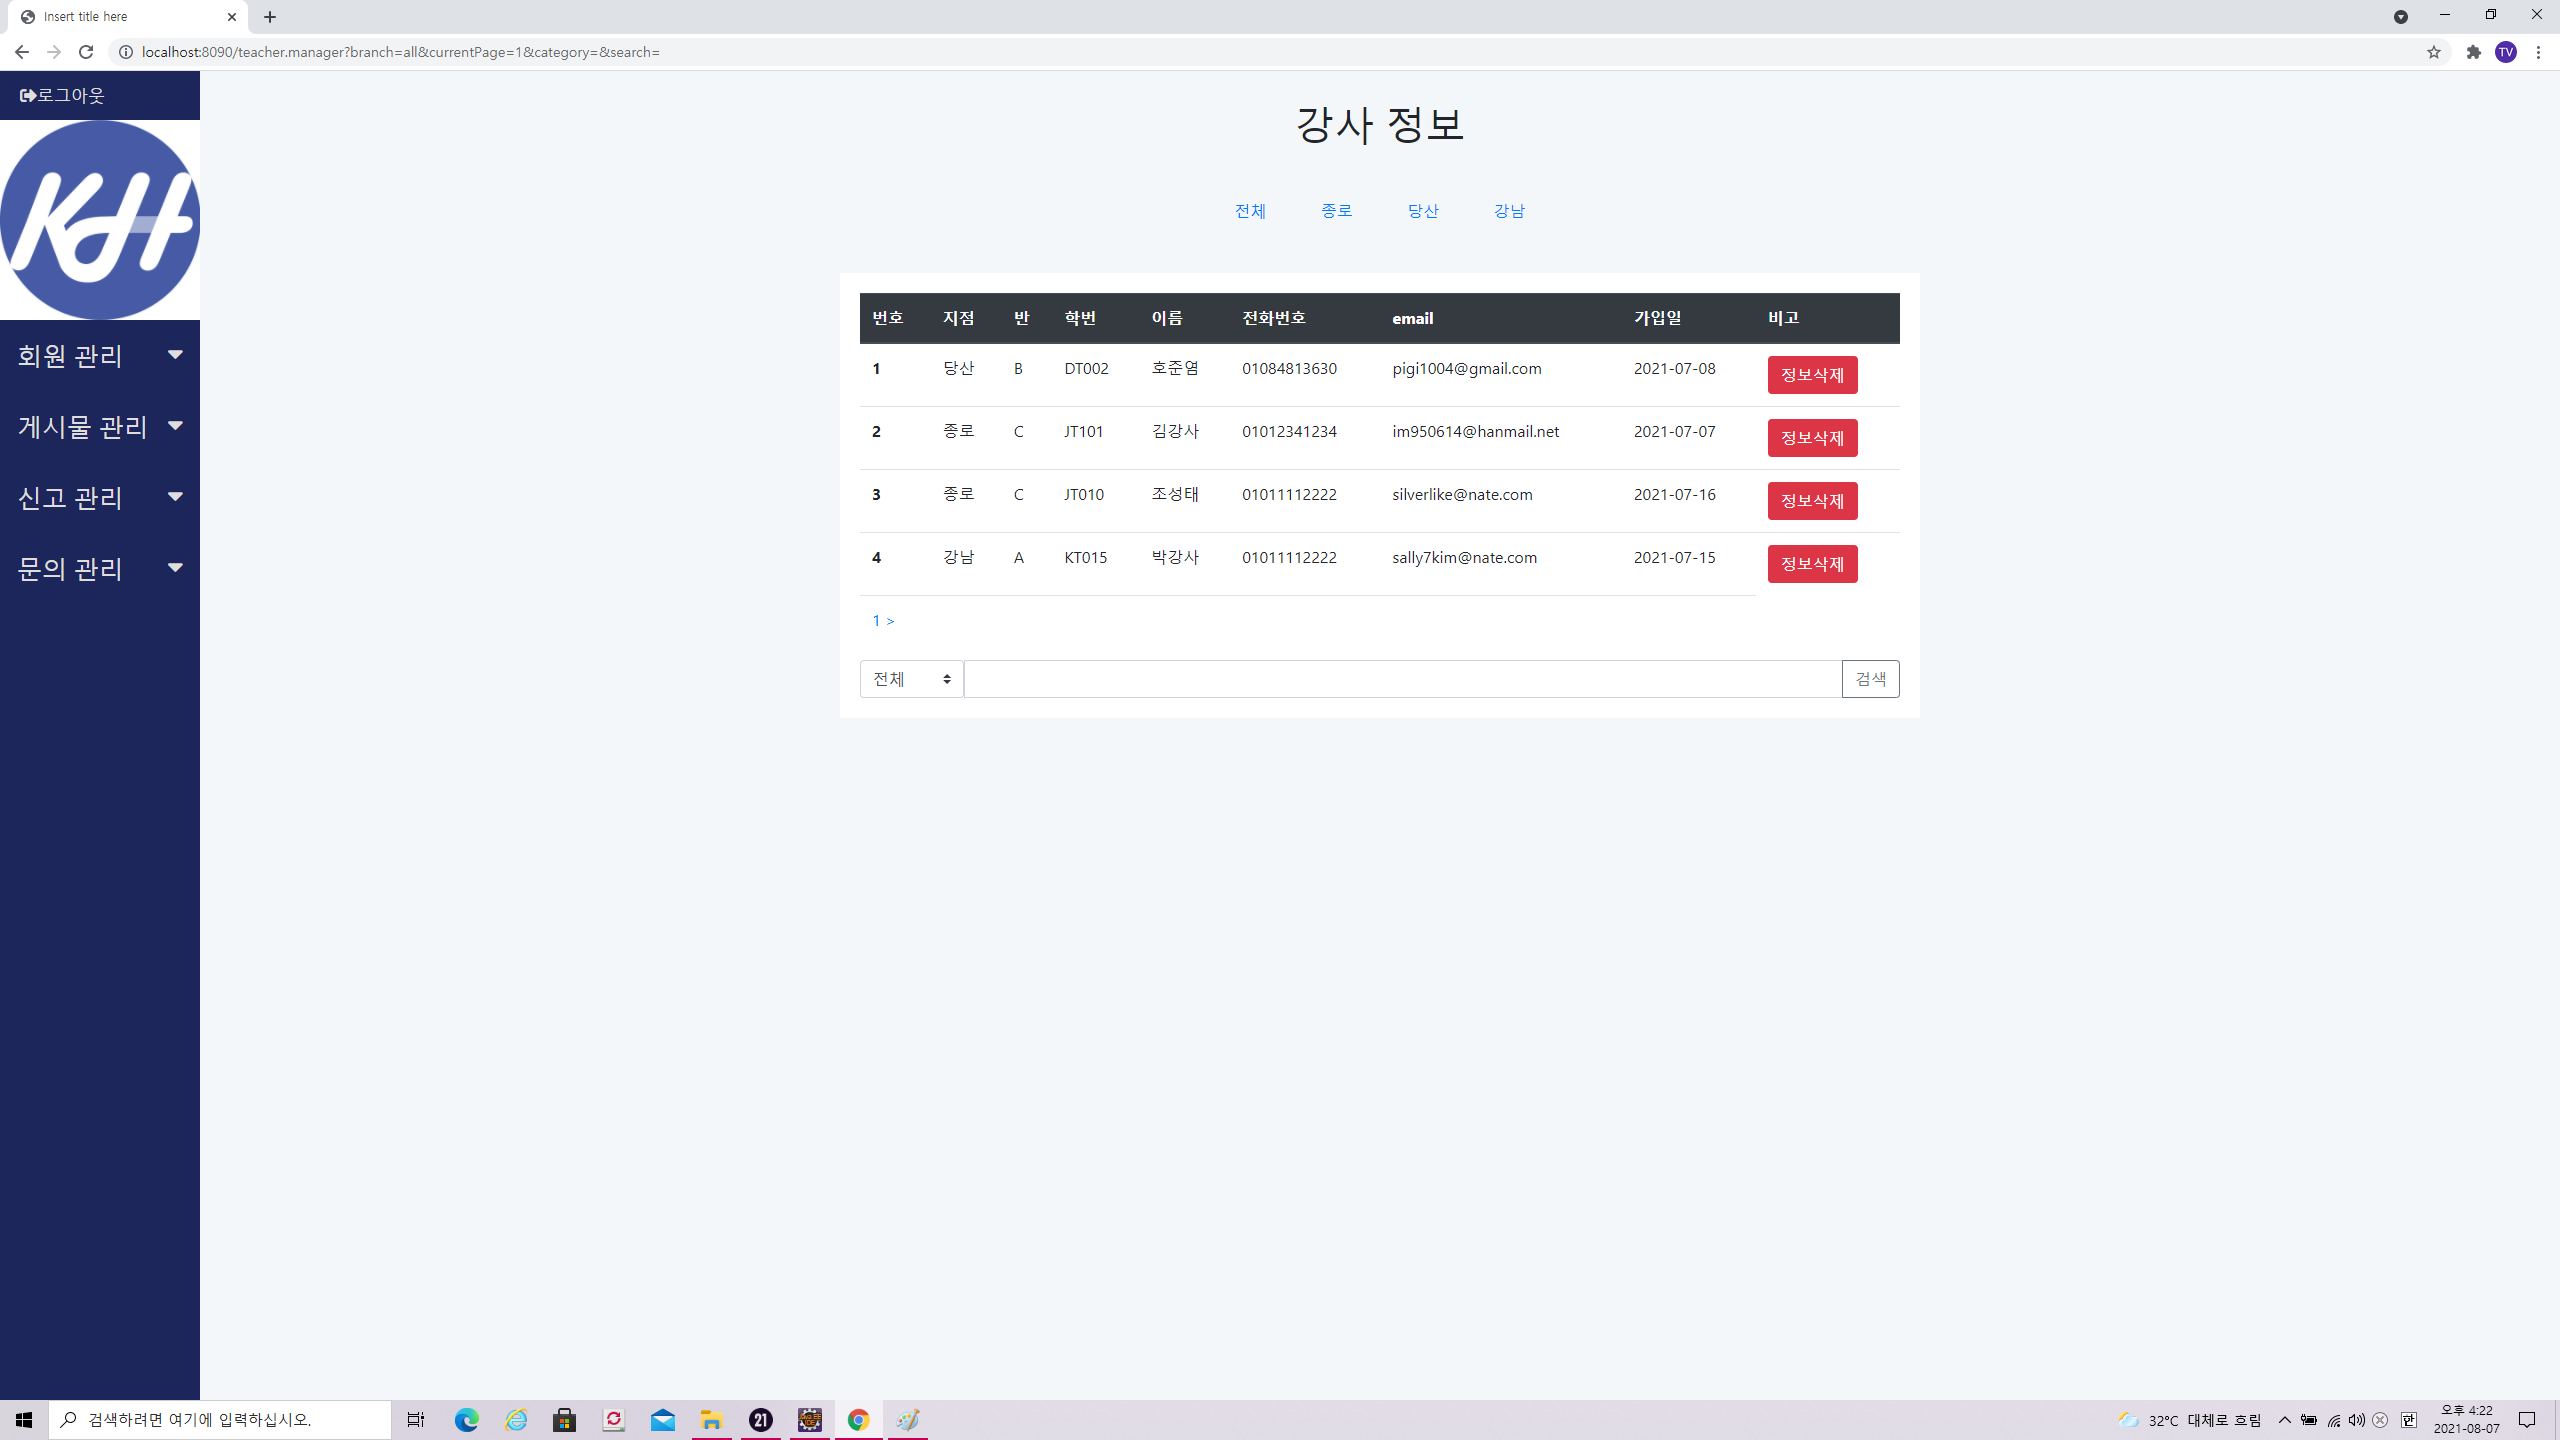 Insert title here
localhost:8090/teacher.manager?branch=all&currentPage=1&category=&search=
TV
로그아웃
KH
회원 관리
게시물 관리
신고 관리
문의 관리
강사 정보
전체 종로 당산 강남
번호 지점 반 학번 이름 전화번호 email 가입일 비고
1 당산 B DT002 호준염 01084813630 pigi1004@gmail.com 2021-07-08 정보삭제
2 종로 C JT101 김강사 01012341234 im950614@hanmail.net 2021-07-07 정보삭제
3 종로 C JT010 조성태 01011112222 silverlike@nate.com 2021-07-16 정보삭제
4 강남 A KT015 박강사 01011112222 sally7kim@nate.com 2021-07-15 정보삭제
1 >
전체 검색
검색하려면 여기에 입력하십시오.
21
32°C 대체로 흐림
한
오후 4:22
2021-08-07